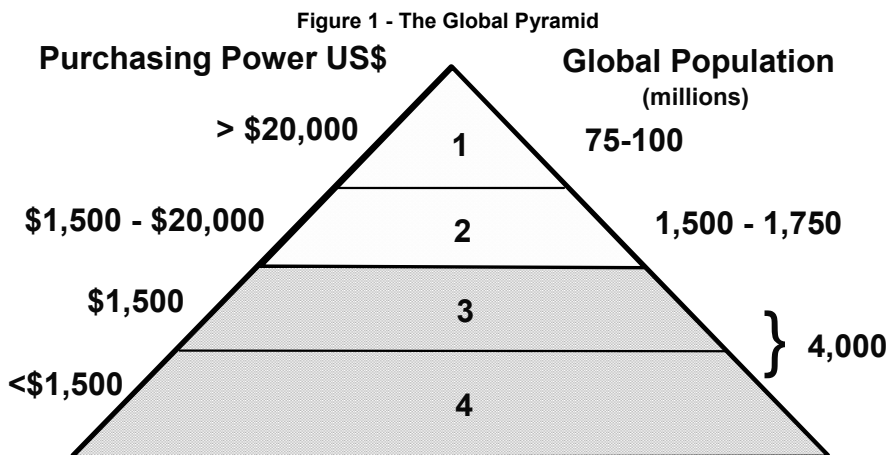 Figure 1 - The Global Pyramid
Purchasing Power US$
Global Population
(millions)
> $20,000
1
75-100
$1,500 - $20,000
2
1,500 - 1,750
$1,500
3
} 4,000
<$1,500
4